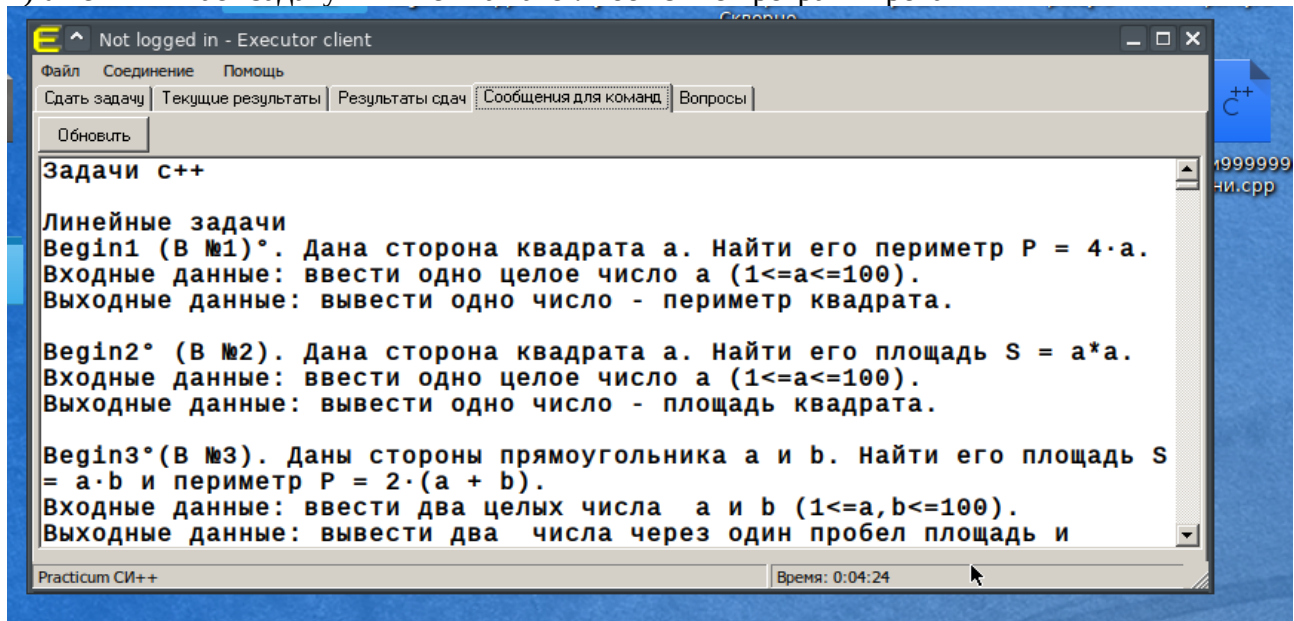 Скверно
Not logged in - Executor client
Файл Соединение Помощь
Сдать задачу Текущие результаты Результаты сдач Сообщения для команд Вопросы
Обновить
Задачи с++
Линейные задачи
Begin1 (В №1)°. Дана сторона квадрата a. Найти его периметр P = 4·a.
Входные данные: ввести одно целое число а (1<=a<=100).
Выходные данные: вывести одно число - периметр квадрата.
Begin2° (В №2). Дана сторона квадрата a. Найти его площадь S = a*a.
Входные данные: ввести одно целое число а (1<=a<=100).
Выходные данные: вывести одно число - площадь квадрата.
Begin3°(В №3). Даны стороны прямоугольника a и b. Найти его площадь S
= a·b и периметр P = 2·(a + b).
Входные данные: ввести два целых числа а и b (1<=a,b<=100).
Выходные данные: вывести два числа через один пробел площадь и
Practicum СИ++ Время: 0:04:24
C++
999999
ни.cpp